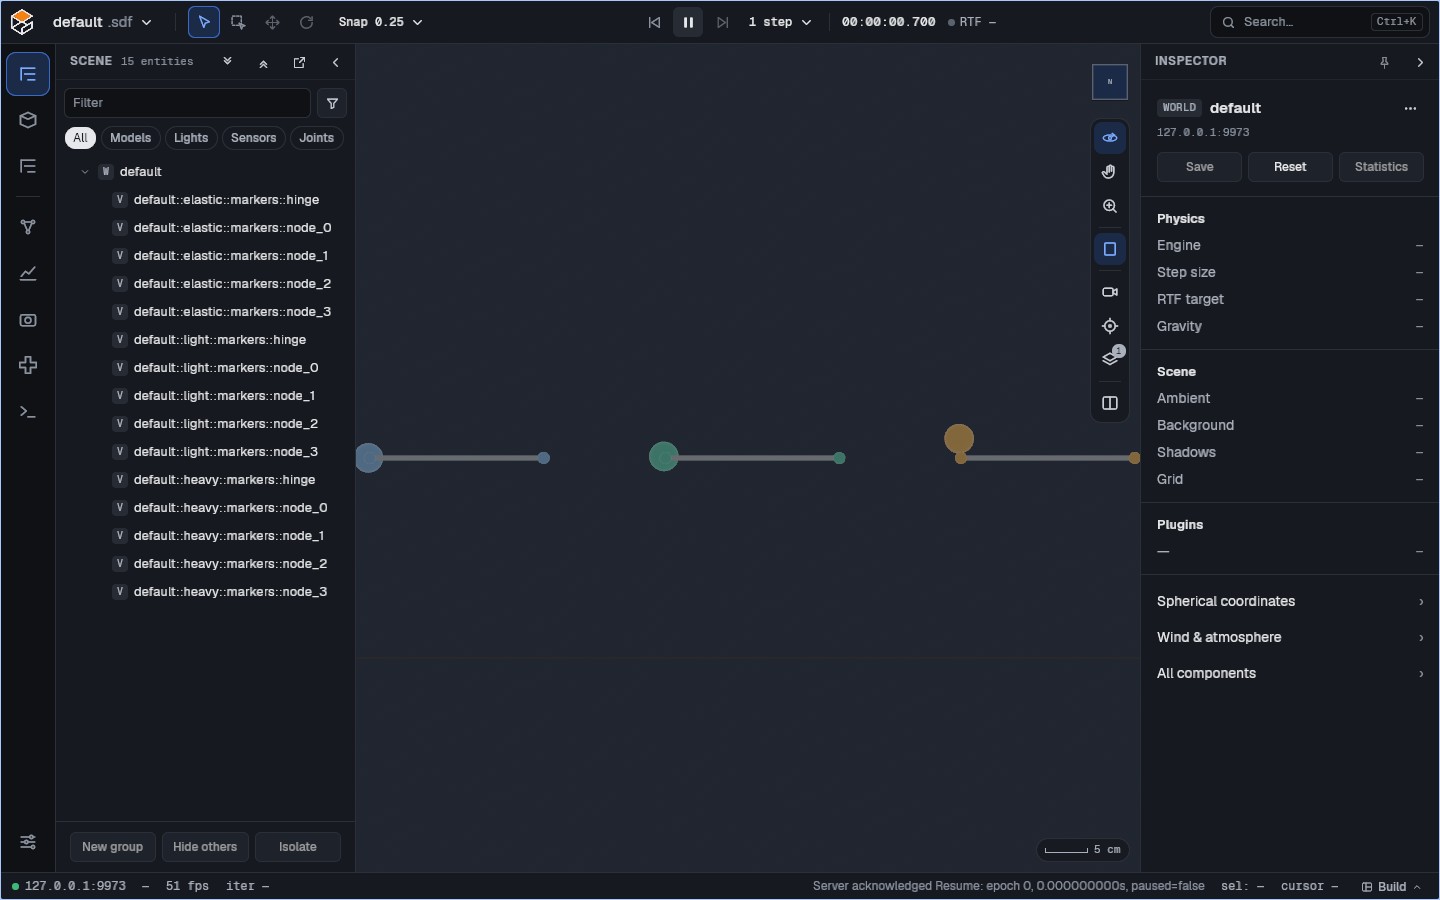 default .sdf
Snap 0.25
1 step
00:00:00.700
RTF –
Search...
Ctrl+K
SCENE 15 entities
Filter
All
Models
Lights
Sensors
Joints
W default
V default::elastic::markers::hinge
V default::elastic::markers::node_0
V default::elastic::markers::node_1
V default::elastic::markers::node_2
V default::elastic::markers::node_3
V default::light::markers::hinge
V default::light::markers::node_0
V default::light::markers::node_1
V default::light::markers::node_2
V default::light::markers::node_3
V default::heavy::markers::hinge
V default::heavy::markers::node_0
V default::heavy::markers::node_1
V default::heavy::markers::node_2
V default::heavy::markers::node_3
New group
Hide others
Isolate
N
1
5 cm
INSPECTOR
WORLD default
127.0.0.1:9973
Save
Reset
Statistics
Physics
Engine –
Step size –
RTF target –
Gravity –
Scene
Ambient –
Background –
Shadows –
Grid –
Plugins
— –
Spherical coordinates
Wind & atmosphere
All components
127.0.0.1:9973 – 51 fps iter –
Server acknowledged Resume: epoch 0, 0.000000000s, paused=false
sel: –
cursor –
Build